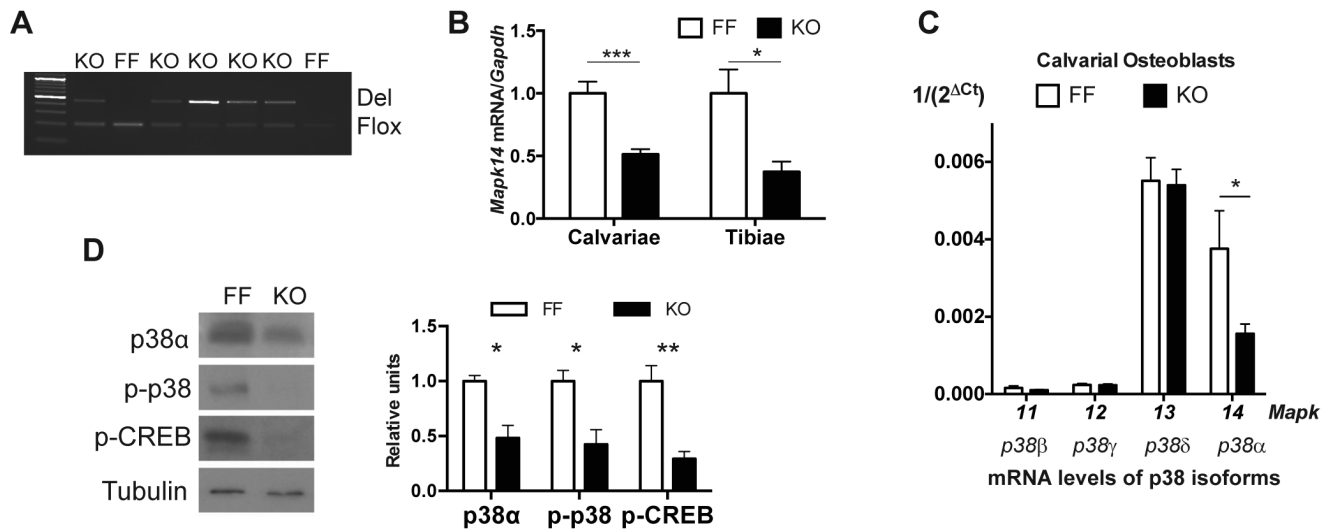 A
KO FF KO KO KO KO FF
Del
Flox
B
FF KO
Mapk14 mRNA/Gapdh
1.5
1.0
0.5
0.0
***
*
Calvariae Tibiae
C
Calvarial Osteoblasts
1/(2^ΔCt)
FF KO
0.006
0.004
0.002
0.000
*
11 12 13 14 Mapk
p38β p38γ p38δ p38α
mRNA levels of p38 isoforms
D
FF KO
p38α
p-p38
p-CREB
Tubulin
FF KO
Relative units
1.5
1.0
0.5
0.0
* * **
p38α p-p38 p-CREB